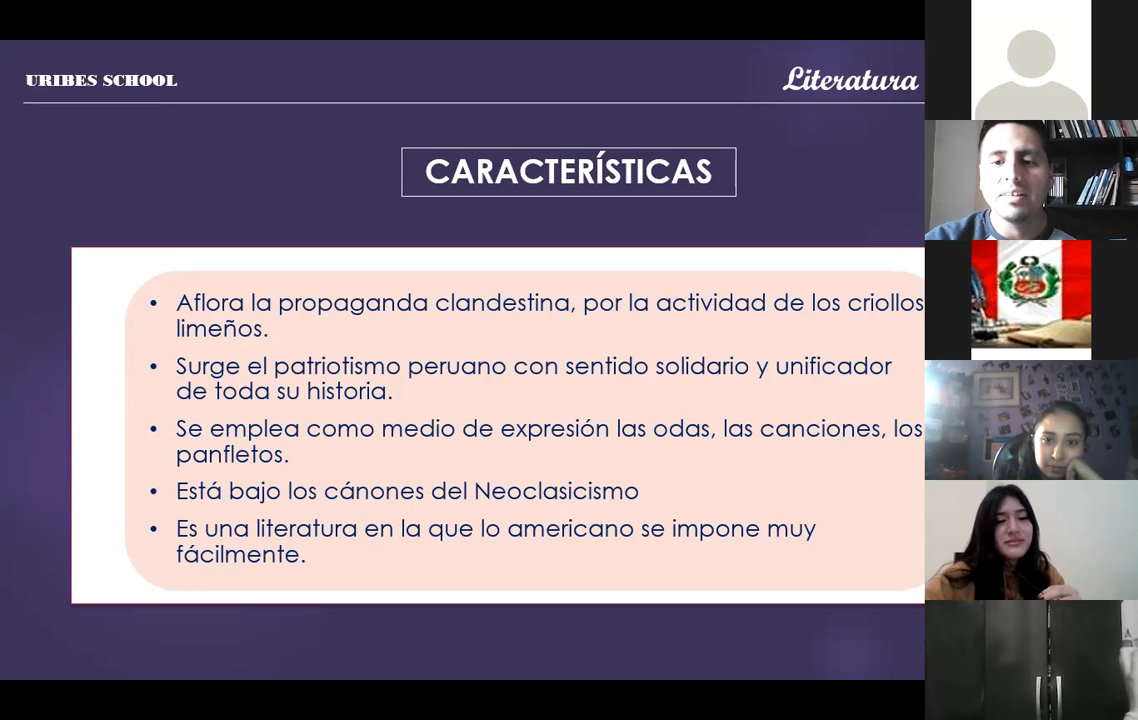 URIBES SCHOOL
Literatura
CARACTERÍSTICAS
• Aflora la propaganda clandestina, por la actividad de los criollos
limeños.
• Surge el patriotismo peruano con sentido solidario y unificador
de toda su historia.
• Se emplea como medio de expresión las odas, las canciones, los
panfletos.
• Está bajo los cánones del Neoclasicismo
• Es una literatura en la que lo americano se impone muy
fácilmente.